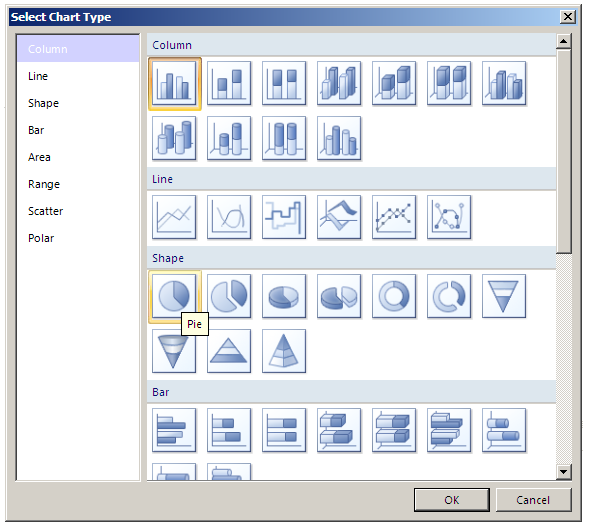 Select Chart Type
Column
Line
Shape
Bar
Area
Range
Scatter
Polar
Column
Line
Shape
Pie
Bar
OK
Cancel